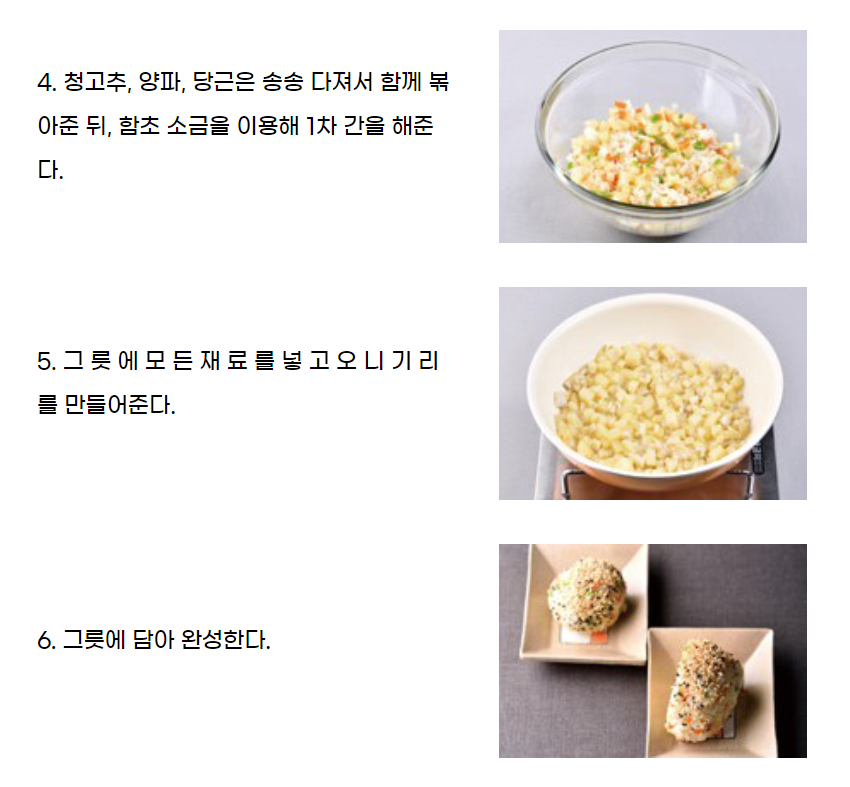 4. 청고추, 양파, 당근은 송송 다져서 함께 볶
아준 뒤, 함초 소금을 이용해 1차 간을 해준
다.
5. 그 릇 에 모 든 재 료 를 넣 고 오 니 기 리
를 만들어준다.
6. 그릇에 담아 완성한다.